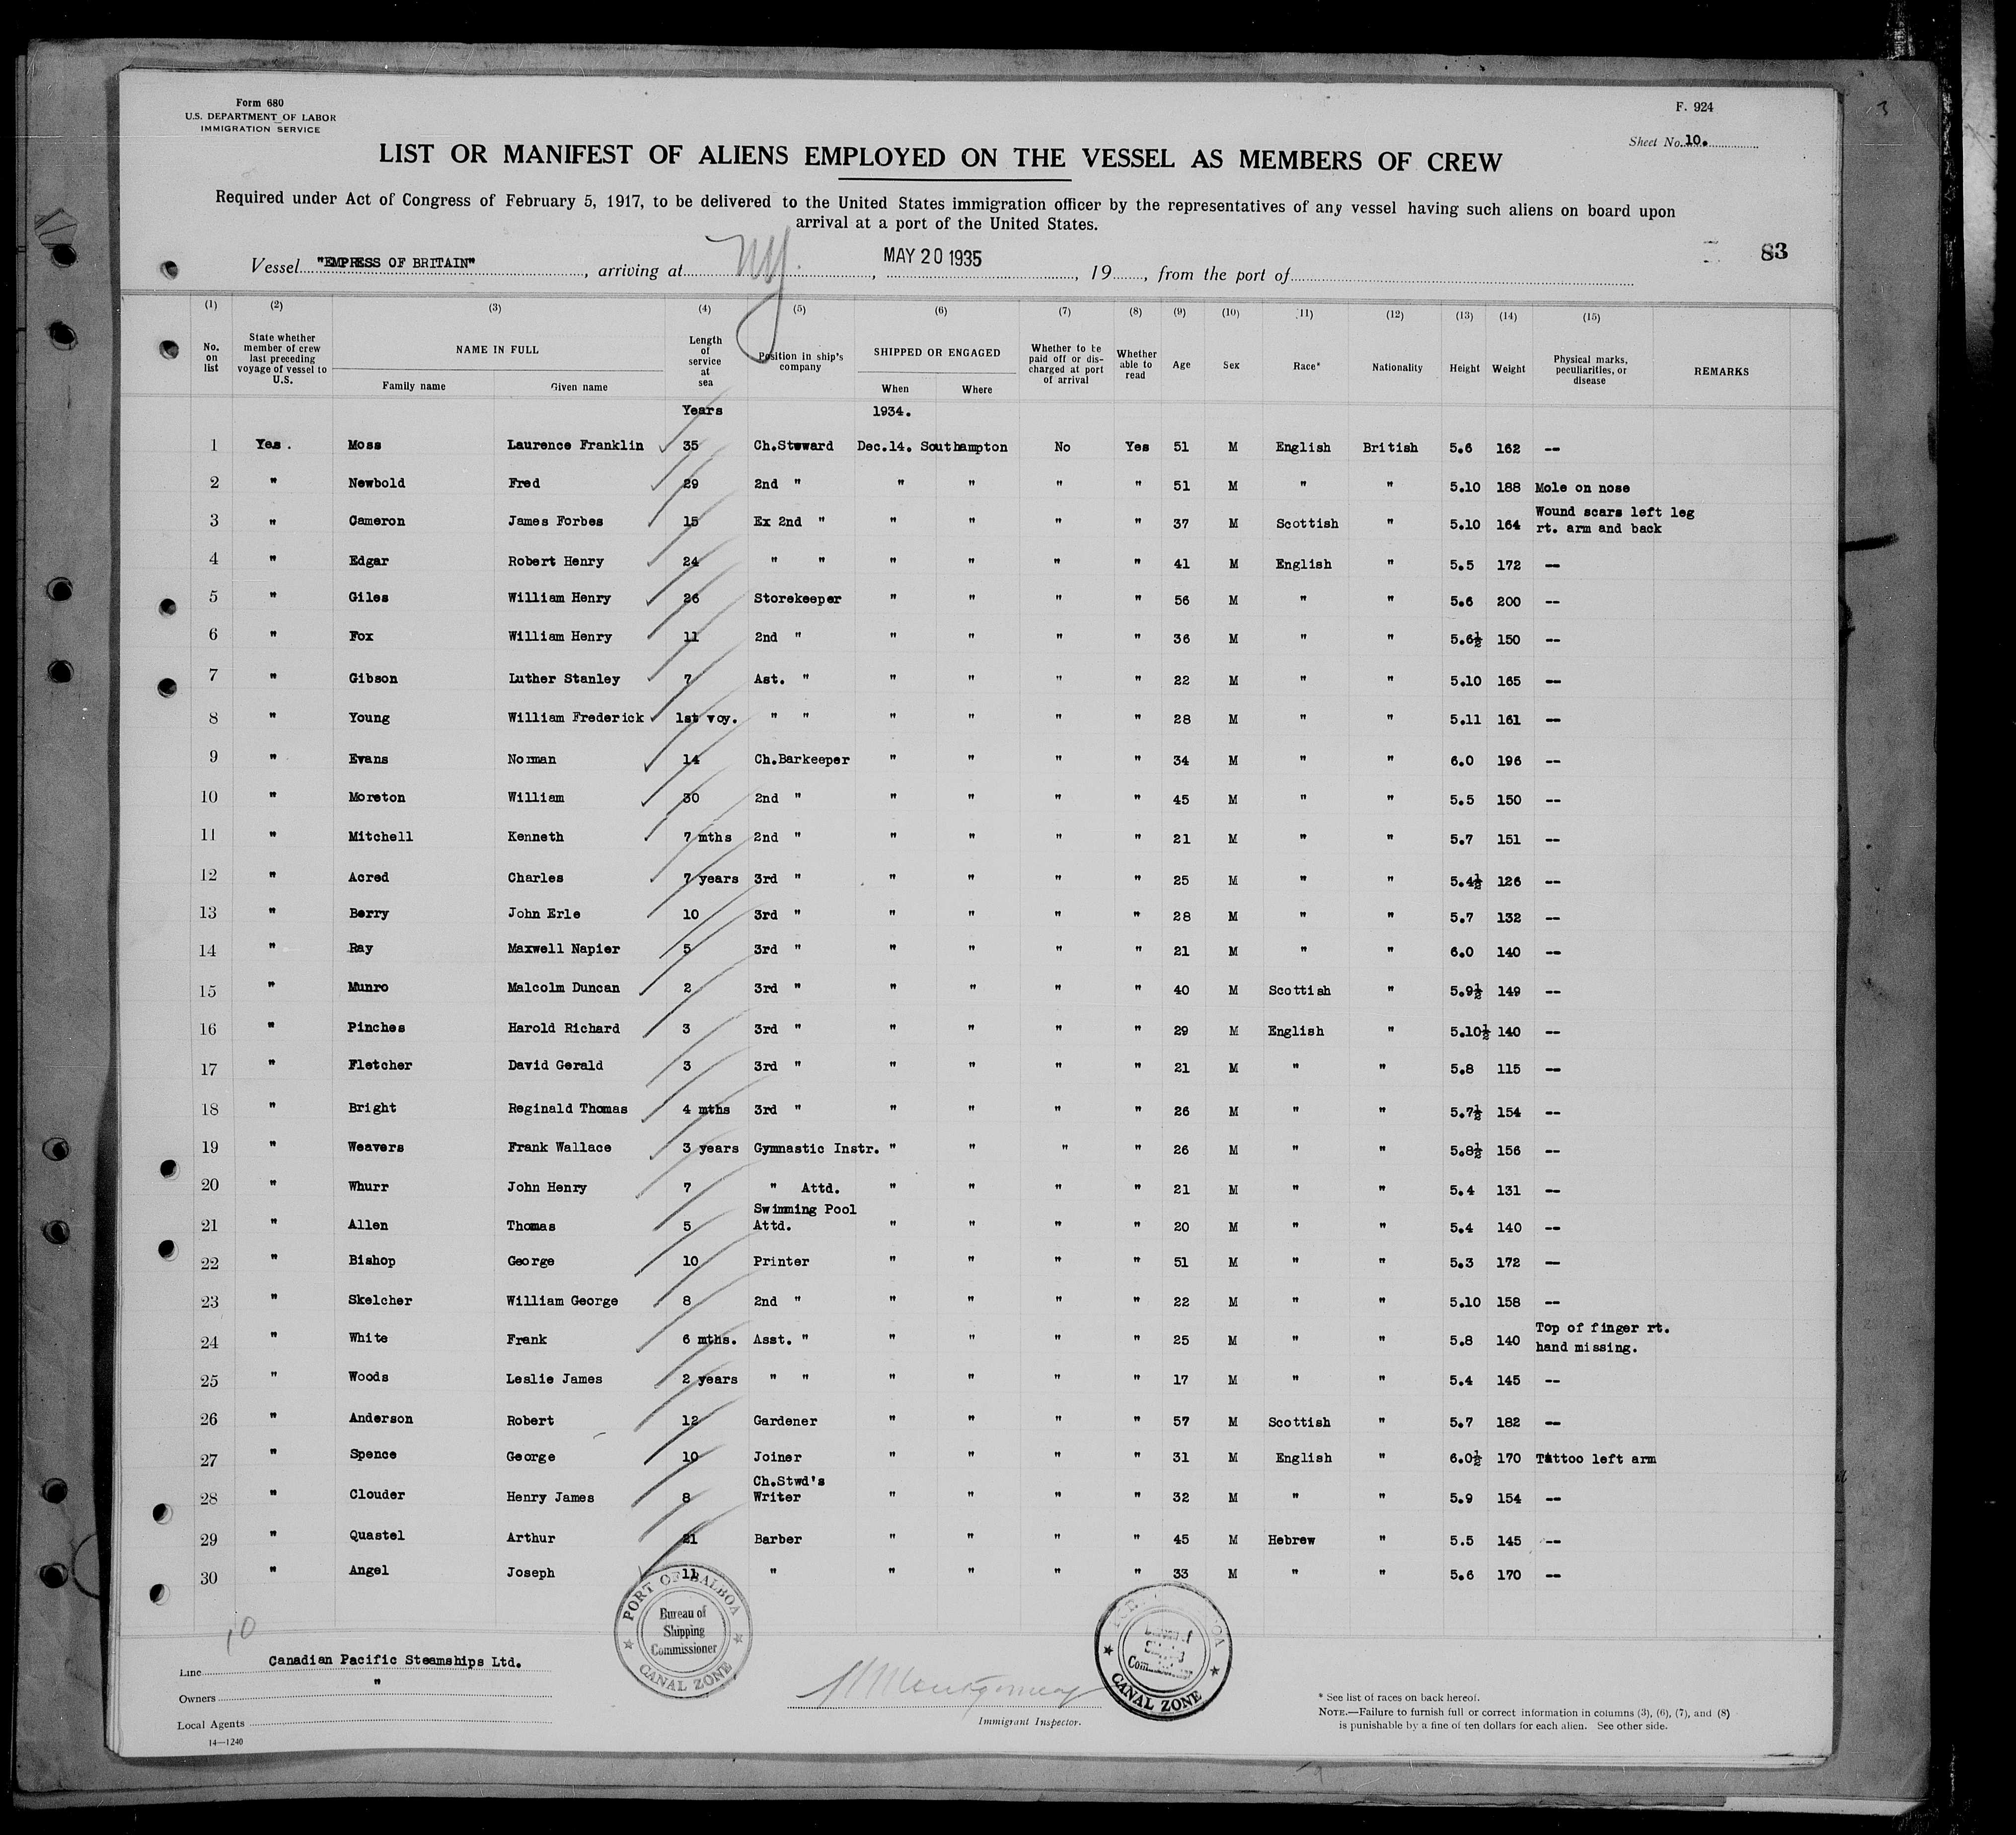 Form 680
U.S. DEPARTMENT OF LABOR
IMMIGRATION SERVICE
F. 924
Sheet No. 10.
LIST OR MANIFEST OF ALIENS EMPLOYED ON THE VESSEL AS MEMBERS OF CREW
Required under Act of Congress of February 5, 1917, to be delivered to the United States immigration officer by the representatives of any vessel having such aliens on board upon
arrival at a port of the United States.
83
Vessel "EMPRESS OF BRITAIN", arriving at NY., MAY 20 1935, 19, from the port of
(1) (2) (3) (4) (5) (6) (7) (8) (9) (10) (11) (12) (13) (14) (15)
No. on list | State whether member of crew last preceding voyage of vessel to U.S. | NAME IN FULL Family name Given name | Length of service at sea | Position in ship's company | SHIPPED OR ENGAGED When Where | Whether to be paid off or discharged at port of arrival | Whether able to read | Age | Sex | Race* | Nationality | Height | Weight | Physical marks, peculiarities, or disease | REMARKS
Years 1934.
1 Yes. Moss Laurence Franklin 35 Ch.Steward Dec.14. Southampton No Yes 51 M English British 5.6 162 --
2 " Newbold Fred 29 2nd " " " " " 51 M " " 5.10 188 Mole on nose
3 " Cameron James Forbes 15 Ex 2nd " " " " " 37 M Scottish " 5.10 164 Wound scars left leg
rt. arm and back
4 " Edgar Robert Henry 24 " " " " " " 41 M English " 5.5 172 --
5 " Giles William Henry 26 Storekeeper " " " " 56 M " " 5.6 200 --
6 " Fox William Henry 11 2nd " " " " " 36 M " " 5.6½ 150 --
7 " Gibson Luther Stanley 7 Ast. " " " " " 22 M " " 5.10 165 --
8 " Young William Frederick 1st voy. " " " " " " 28 M " " 5.11 161 --
9 " Evans Norman 14 Ch.Barkeeper " " " " 34 M " " 6.0 196 --
10 " Moreton William 30 2nd " " " " " 45 M " " 5.5 150 --
11 " Mitchell Kenneth 7 mths 2nd " " " " " 21 M " " 5.7 151 --
12 " Acred Charles 7 years 3rd " " " " " 25 M " " 5.4½ 126 --
13 " Berry John Erle 10 3rd " " " " " 28 M " " 5.7 132 --
14 " Ray Maxwell Napier 5 3rd " " " " " 21 M " " 6.0 140 --
15 " Munro Malcolm Duncan 2 3rd " " " " " 40 M Scottish " 5.9½ 149 --
16 " Pinches Harold Richard 3 3rd " " " " " 29 M English " 5.10½ 140 --
17 " Fletcher David Gerald 3 3rd " " " " " 21 M " " 5.8 115 --
18 " Bright Reginald Thomas 4 mths 3rd " " " " " 26 M " " 5.7½ 154 --
19 " Weavers Frank Wallace 3 years Gymnastic Instr. " " " " 26 M " " 5.8½ 156 --
20 " Whurr John Henry 7 " Attd. " " " " 21 M " " 5.4 131 --
Swimming Pool
21 " Allen Thomas 5 Attd. " " " " 20 M " " 5.4 140 --
22 " Bishop George 10 Printer " " " " 51 M " " 5.3 172 --
23 " Skelcher William George 8 2nd " " " " " 22 M " " 5.10 158 --
24 " White Frank 6 mths. Asst. " " " " " 25 M " " 5.8 140 Top of finger rt.
hand missing.
25 " Woods Leslie James 2 years " " " " " " 17 M " " 5.4 145 --
26 " Anderson Robert 12 Gardener " " " " 57 M Scottish " 5.7 182 --
27 " Spence George 10 Joiner " " " " 31 M English " 6.0½ 170 Tattoo left arm
Ch.Stwd's
28 " Clouder Henry James 8 Writer " " " " 32 M " " 5.9 154 --
29 " Quastel Arthur 21 Barber " " " " 45 M Hebrew " 5.5 145 --
30 " Angel Joseph 11 " " " " " 33 M " " 5.6 170 --
10
PORT OF BALBOA
Bureau of
Shipping
Commissioner
CANAL ZONE
CANAL ZONE
Line Canadian Pacific Steamships Ltd.
Owners "
Local Agents
14—1240
Montgomery
Immigrant Inspector.
* See list of races on back hereof.
NOTE.—Failure to furnish full or correct information in columns (3), (6), (7), and (8)
is punishable by a fine of ten dollars for each alien. See other side.